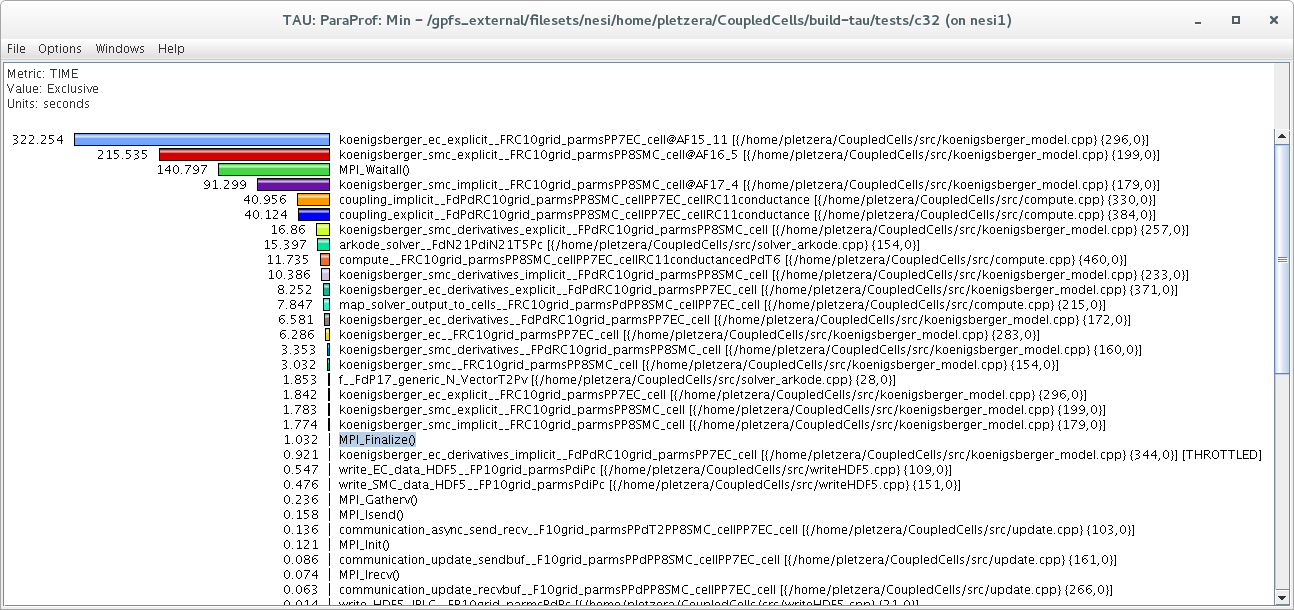 TAU: ParaProf: Min - /gpfs_external/filesets/nesi/home/pletzera/CoupledCells/build-tau/tests/c32 (on nesi1)
File Options Windows Help
Metric: TIME
Value: Exclusive
Units: seconds
322.254 koenigsberger_ec_explicit__FRC10grid_parmsPP7EC_cell@AF15_11 [{/home/pletzera/CoupledCells/src/koenigsberger_model.cpp} {296,0}]
215.535 koenigsberger_smc_explicit__FRC10grid_parmsPP8SMC_cell@AF16_5 [{/home/pletzera/CoupledCells/src/koenigsberger_model.cpp} {199,0}]
140.797 MPI_Waitall()
91.299 koenigsberger_smc_implicit__FRC10grid_parmsPP8SMC_cell@AF17_4 [{/home/pletzera/CoupledCells/src/koenigsberger_model.cpp} {179,0}]
40.956 coupling_implicit__FdPdRC10grid_parmsPP8SMC_cellPP7EC_cellRC11conductance [{/home/pletzera/CoupledCells/src/compute.cpp} {330,0}]
40.124 coupling_explicit__FdPdRC10grid_parmsPP8SMC_cellPP7EC_cellRC11conductance [{/home/pletzera/CoupledCells/src/compute.cpp} {384,0}]
16.86 koenigsberger_smc_derivatives_explicit__FPdRC10grid_parmsPP8SMC_cell [{/home/pletzera/CoupledCells/src/koenigsberger_model.cpp} {257,0}]
15.397 arkode_solver__FdN21PdiN21T5Pc [{/home/pletzera/CoupledCells/src/solver_arkode.cpp} {154,0}]
11.735 compute__FRC10grid_parmsPP8SMC_cellPP7EC_cellRC11conductancedPdT6 [{/home/pletzera/CoupledCells/src/compute.cpp} {460,0}]
10.386 koenigsberger_smc_derivatives_implicit__FPdRC10grid_parmsPP8SMC_cell [{/home/pletzera/CoupledCells/src/koenigsberger_model.cpp} {233,0}]
8.252 koenigsberger_ec_derivatives_explicit__FdPdRC10grid_parmsPP7EC_cell [{/home/pletzera/CoupledCells/src/koenigsberger_model.cpp} {371,0}]
7.847 map_solver_output_to_cells__FRC10grid_parmsPdPP8SMC_cellPP7EC_cell [{/home/pletzera/CoupledCells/src/compute.cpp} {215,0}]
6.581 koenigsberger_ec_derivatives__FdPdRC10grid_parmsPP7EC_cell [{/home/pletzera/CoupledCells/src/koenigsberger_model.cpp} {172,0}]
6.286 koenigsberger_ec__FRC10grid_parmsPP7EC_cell [{/home/pletzera/CoupledCells/src/koenigsberger_model.cpp} {283,0}]
3.353 koenigsberger_smc_derivatives__FPdRC10grid_parmsPP8SMC_cell [{/home/pletzera/CoupledCells/src/koenigsberger_model.cpp} {160,0}]
3.032 koenigsberger_smc__FRC10grid_parmsPP8SMC_cell [{/home/pletzera/CoupledCells/src/koenigsberger_model.cpp} {154,0}]
1.853 f__FdP17_generic_N_VectorT2Pv [{/home/pletzera/CoupledCells/src/solver_arkode.cpp} {28,0}]
1.842 koenigsberger_ec_explicit__FRC10grid_parmsPP7EC_cell [{/home/pletzera/CoupledCells/src/koenigsberger_model.cpp} {296,0}]
1.783 koenigsberger_smc_explicit__FRC10grid_parmsPP8SMC_cell [{/home/pletzera/CoupledCells/src/koenigsberger_model.cpp} {199,0}]
1.774 koenigsberger_smc_implicit__FRC10grid_parmsPP8SMC_cell [{/home/pletzera/CoupledCells/src/koenigsberger_model.cpp} {179,0}]
1.032 MPI_Finalize()
0.921 koenigsberger_ec_derivatives_implicit__FdPdRC10grid_parmsPP7EC_cell [{/home/pletzera/CoupledCells/src/koenigsberger_model.cpp} {344,0}] [THROTTLED]
0.547 write_EC_data_HDF5__FP10grid_parmsPdiPc [{/home/pletzera/CoupledCells/src/writeHDF5.cpp} {109,0}]
0.476 write_SMC_data_HDF5__FP10grid_parmsPdiPc [{/home/pletzera/CoupledCells/src/writeHDF5.cpp} {151,0}]
0.236 MPI_Gatherv()
0.158 MPI_Isend()
0.136 communication_async_send_recv__F10grid_parmsPPdT2PP8SMC_cellPP7EC_cell [{/home/pletzera/CoupledCells/src/update.cpp} {103,0}]
0.121 MPI_Init()
0.086 communication_update_sendbuf__F10grid_parmsPPdPP8SMC_cellPP7EC_cell [{/home/pletzera/CoupledCells/src/update.cpp} {161,0}]
0.074 MPI_Irecv()
0.063 communication_update_recvbuf__F10grid_parmsPPdPP8SMC_cellPP7EC_cell [{/home/pletzera/CoupledCells/src/update.cpp} {266,0}]